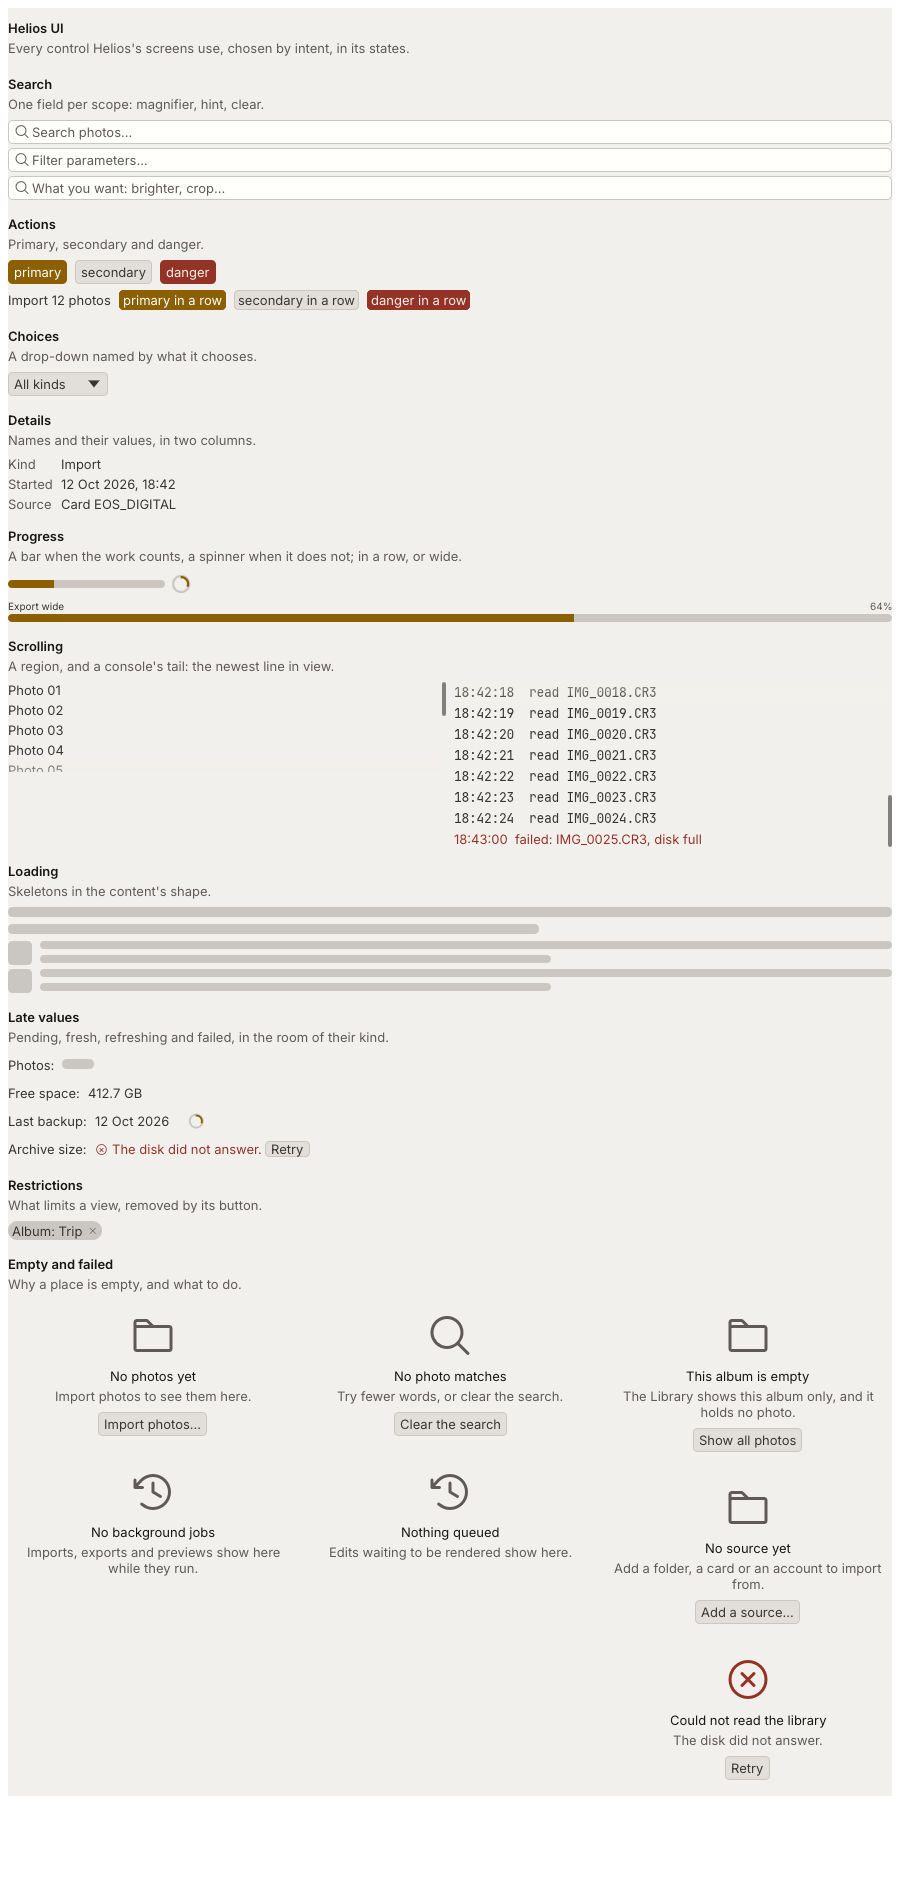 Helios UI
Every control Helios's screens use, chosen by intent, in its states.
Search
One field per scope: magnifier, hint, clear.
Search photos…
Filter parameters…
What you want: brighter, crop…
Actions
Primary, secondary and danger.
primary secondary danger
Import 12 photos primary in a row secondary in a row danger in a row
Choices
A drop-down named by what it chooses.
All kinds
Details
Names and their values, in two columns.
Kind Import
Started 12 Oct 2026, 18:42
Source Card EOS_DIGITAL
Progress
A bar when the work counts, a spinner when it does not; in a row, or wide.
Export wide 64%
Scrolling
A region, and a console's tail: the newest line in view.
Photo 01
Photo 02
Photo 03
Photo 04
Photo 05
18:42:18 read IMG_0018.CR3
18:42:19 read IMG_0019.CR3
18:42:20 read IMG_0020.CR3
18:42:21 read IMG_0021.CR3
18:42:22 read IMG_0022.CR3
18:42:23 read IMG_0023.CR3
18:42:24 read IMG_0024.CR3
18:43:00 failed: IMG_0025.CR3, disk full
Loading
Skeletons in the content's shape.
Late values
Pending, fresh, refreshing and failed, in the room of their kind.
Photos:
Free space: 412.7 GB
Last backup: 12 Oct 2026
Archive size: The disk did not answer. Retry
Restrictions
What limits a view, removed by its button.
Album: Trip ×
Empty and failed
Why a place is empty, and what to do.
No photos yet
Import photos to see them here.
Import photos…
No photo matches
Try fewer words, or clear the search.
Clear the search
This album is empty
The Library shows this album only, and it
holds no photo.
Show all photos
No background jobs
Imports, exports and previews show here
while they run.
Nothing queued
Edits waiting to be rendered show here.
No source yet
Add a folder, a card or an account to import
from.
Add a source…
Could not read the library
The disk did not answer.
Retry